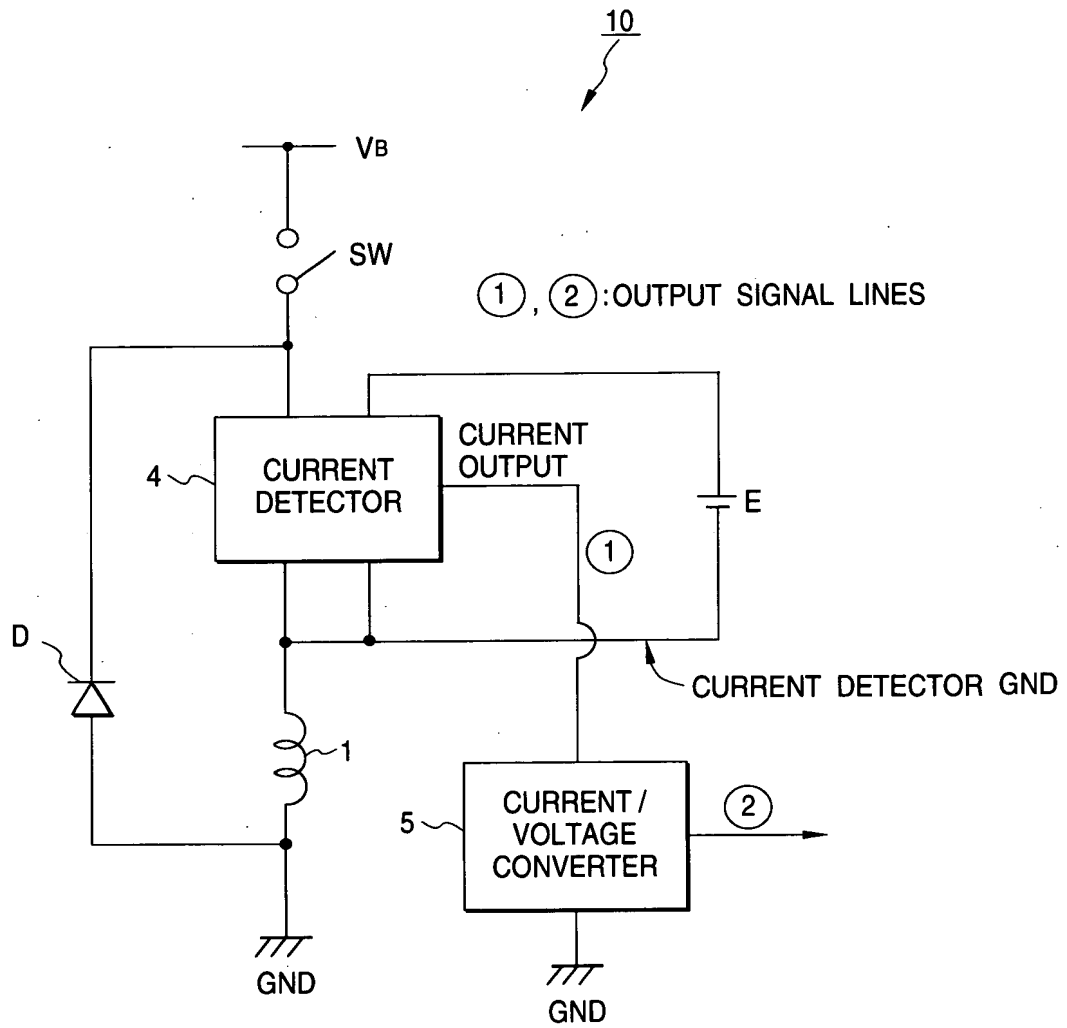 10
VB
SW
①, ②:OUTPUT SIGNAL LINES
CURRENT
OUTPUT
4
CURRENT
DETECTOR
E
①
D
CURRENT DETECTOR GND
1
5
CURRENT /
VOLTAGE
CONVERTER
②
GND
GND